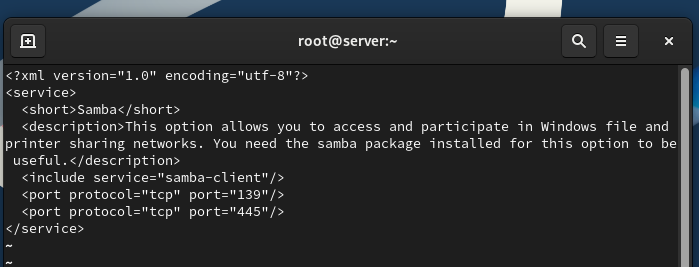 root@server:~
<?xml version="1.0" encoding="utf-8"?>
<service>
  <short>Samba</short>
  <description>This option allows you to access and participate in Windows file and
printer sharing networks. You need the samba package installed for this option to be
 useful.</description>
  <include service="samba-client"/>
  <port protocol="tcp" port="139"/>
  <port protocol="tcp" port="445"/>
</service>
~
~